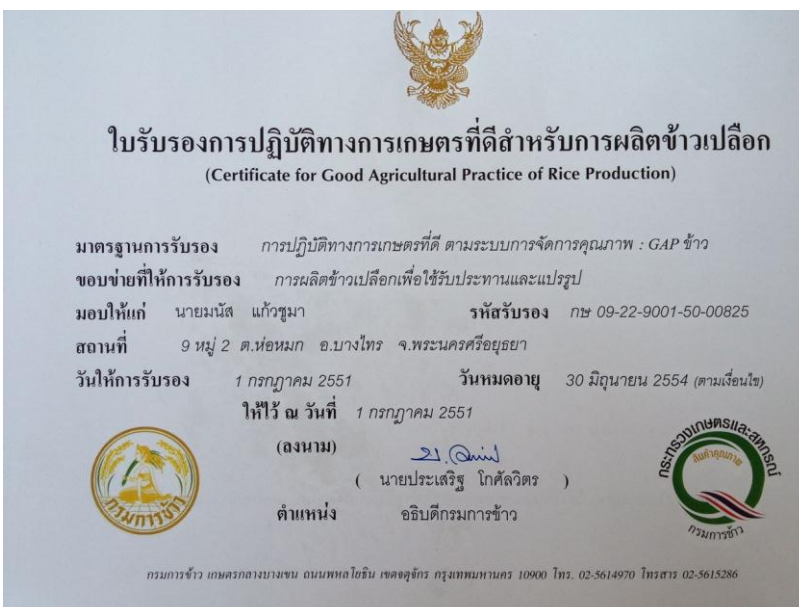 ใบรับรองการปฏิบัติทางการเกษตรที่ดีสำหรับการผลิตข้าวเปลือก
(Certificate for Good Agricultural Practice of Rice Production)
มาตรฐานการรับรอง การปฏิบัติทางการเกษตรที่ดี ตามระบบการจัดการคุณภาพ : GAP ข้าว
ขอบข่ายที่ให้การรับรอง การผลิตข้าวเปลือกเพื่อใช้รับประทานและแปรรูป
มอบให้แก่ นายมนัส แก้วชูมา รหัสรับรอง กษ 09-22-9001-50-00825
สถานที่ 9 หมู่ 2 ต.ห่อหมก อ.บางไทร จ.พระนครศรีอยุธยา
วันให้การรับรอง 1 กรกฎาคม 2551 วันหมดอายุ 30 มิถุนายน 2554 (ตามเงื่อนไข)
ให้ไว้ ณ วันที่ 1 กรกฎาคม 2551
(ลงนาม)
( นายประเสริฐ โกศัลวิตร )
ตำแหน่ง อธิบดีกรมการข้าว
กรมการข้าว
กระทรวงเกษตรและสหกรณ์
สินค้าคุณภาพ
กรมการข้าว
กรมการข้าว เกษตรกลางบางเขน ถนนพหลโยธิน เขตจตุจักร กรุงเทพมหานคร 10900 โทร. 02-5614970 โทรสาร 02-5615286